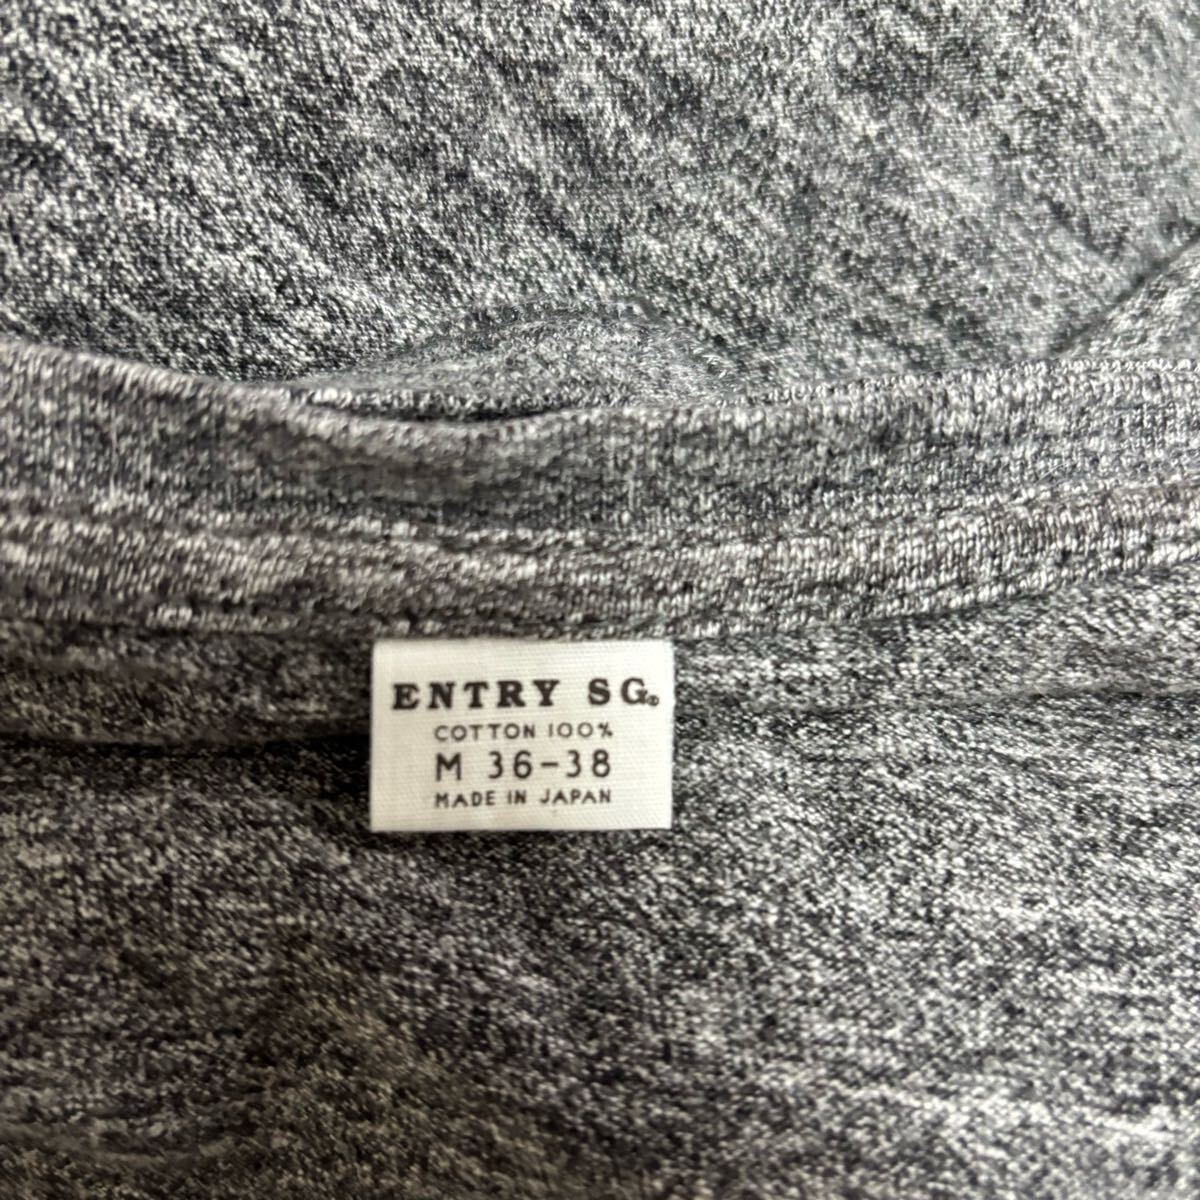 ENTRY SG.
COTTON 100%
M 36-38
MADE IN JAPAN